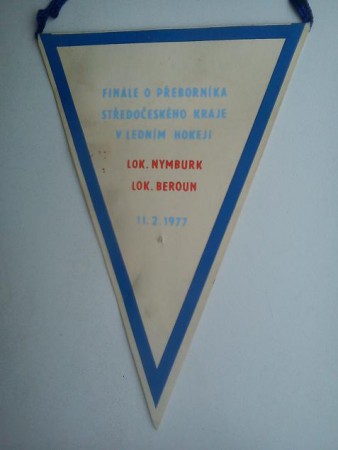 FINÁLE O PŘEBORNÍKA
STŘEDOČESKÉHO KRAJE
V LEDNÍM HOKEJI
LOK. NYMBURK
LOK. BEROUN
11. 2. 1977